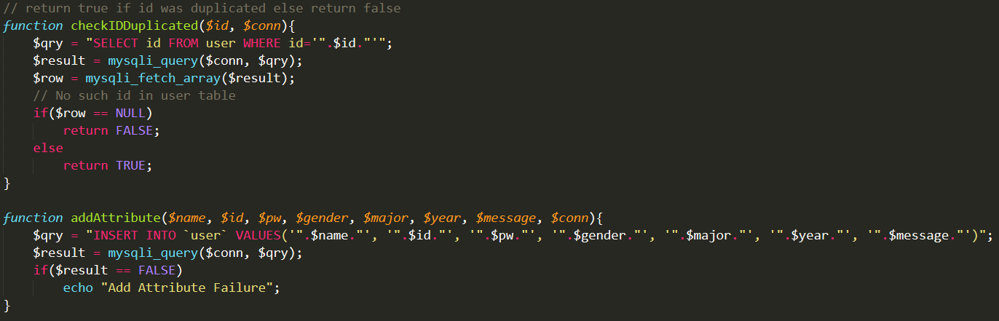 // return true if id was duplicated else return false
function checkIDDuplicated($id, $conn){
    $qry = "SELECT id FROM user WHERE id='".$id."'";
    $result = mysqli_query($conn, $qry);
    $row = mysqli_fetch_array($result);
    // No such id in user table
    if($row == NULL)
        return FALSE;
    else
        return TRUE;
}

function addAttribute($name, $id, $pw, $gender, $major, $year, $message, $conn){
    $qry = "INSERT INTO `user` VALUES('".$name."', '".$id."', '".$pw."', '".$gender."', '".$major."', '".$year."', '".$message."')";
    $result = mysqli_query($conn, $qry);
    if($result == FALSE)
        echo "Add Attribute Failure";
}